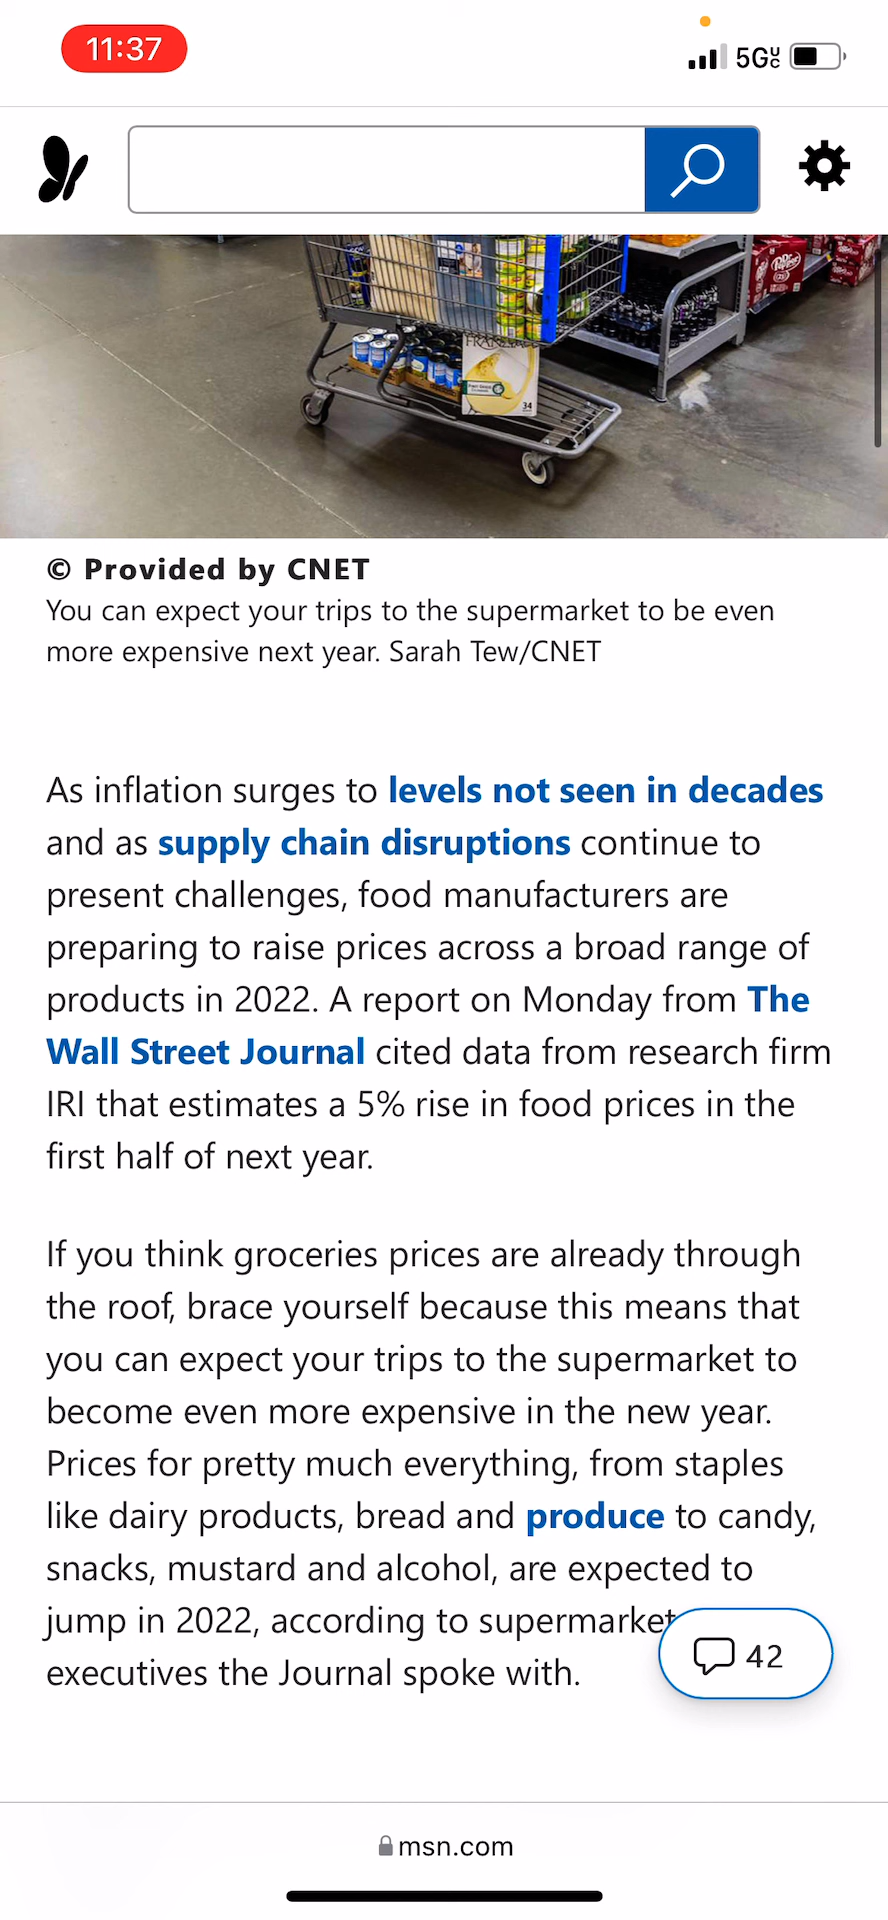 11:37
5G UC
Dr Pepper
34
© Provided by CNET
You can expect your trips to the supermarket to be even
more expensive next year. Sarah Tew/CNET
As inflation surges to levels not seen in decades
and as supply chain disruptions continue to
present challenges, food manufacturers are
preparing to raise prices across a broad range of
products in 2022. A report on Monday from The
Wall Street Journal cited data from research firm
IRI that estimates a 5% rise in food prices in the
first half of next year.
If you think groceries prices are already through
the roof, brace yourself because this means that
you can expect your trips to the supermarket to
become even more expensive in the new year.
Prices for pretty much everything, from staples
like dairy products, bread and produce to candy,
snacks, mustard and alcohol, are expected to
jump in 2022, according to supermarket
executives the Journal spoke with.
42
msn.com